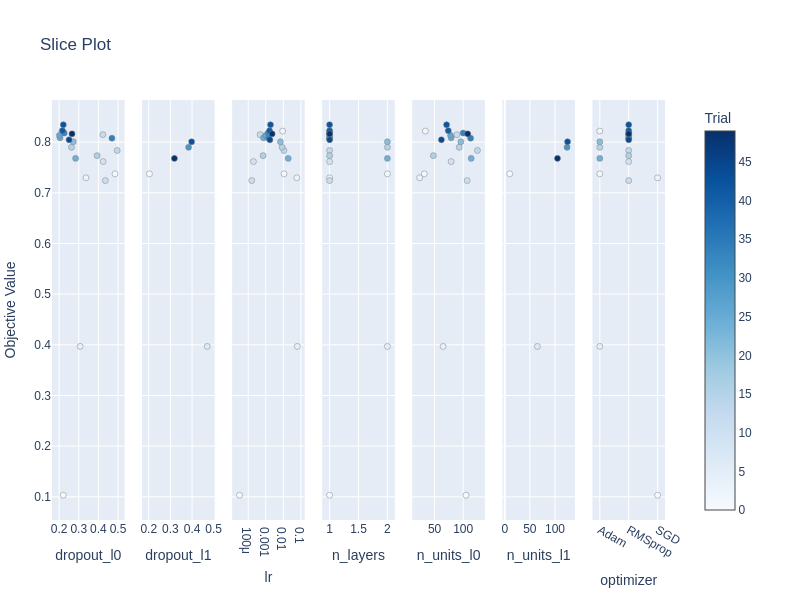 Slice Plot
Trial
Objective Value
0.8
0.7
0.6
0.5
0.4
0.3
0.2
0.1
0.2 0.3 0.4 0.5
dropout_l0
0.2 0.3 0.4 0.5
dropout_l1
100μ 0.001 0.01 0.1
lr
1 1.5 2
n_layers
50 100
n_units_l0
0 50 100
n_units_l1
Adam RMSprop SGD
optimizer
45
40
35
30
25
20
15
10
5
0